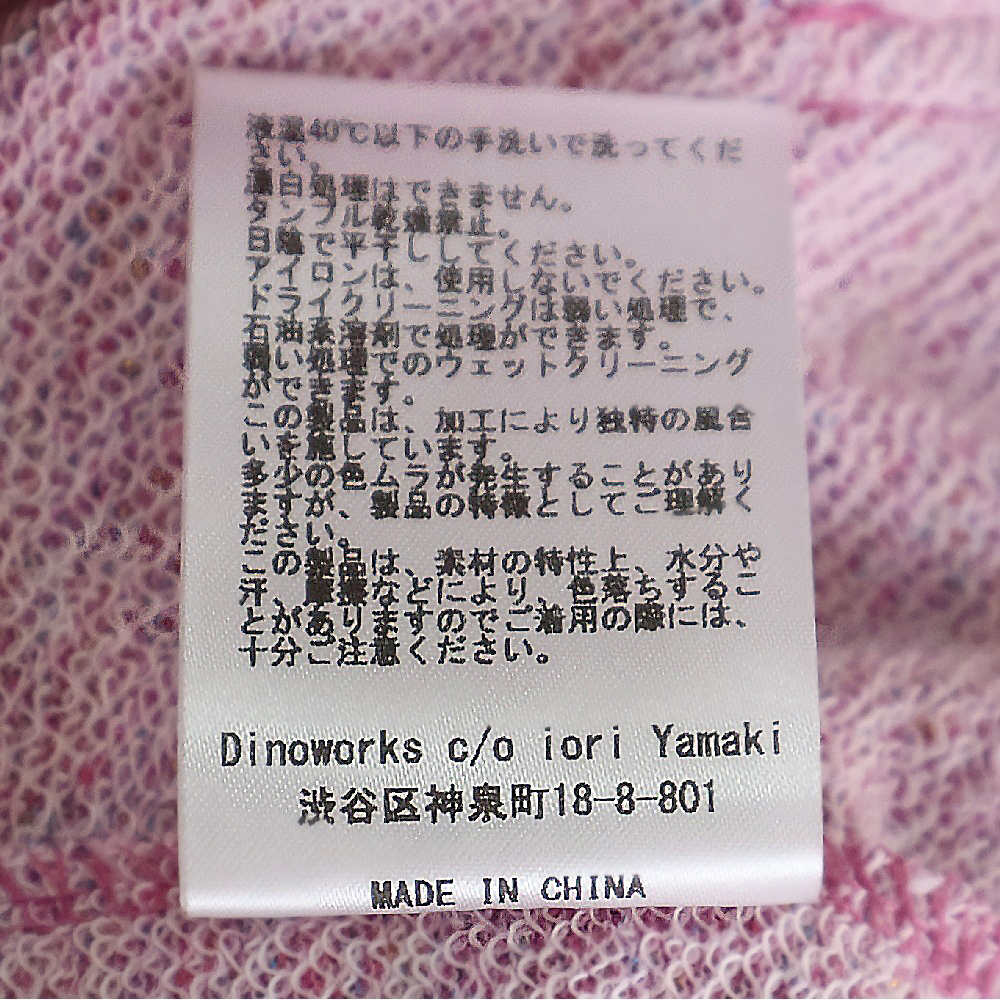 液温40℃以下の手洗いで洗ってくだ
さい。
漂白処理はできません。
タンブル乾燥禁止。
日陰で平干ししてください。
アイロンは、使用しないでください。
ドライクリーニングは弱い処理で、
石油系溶剤での処理ができます。
弱い処理でのウェットクリーニング
ができます。
この製品は、加工により独特の風合
いを施しています。
多少の色ムラが発生することがあり
ますが、製品の特徴としてご理解く
ださい。
この製品は、素材の特性上、水分や
汗、摩擦などにより、色落ちするこ
とがありますのでご着用の際には、
十分ご注意ください。
Dinoworks c/o iori Yamaki
渋谷区神泉町18-8-801
MADE IN CHINA